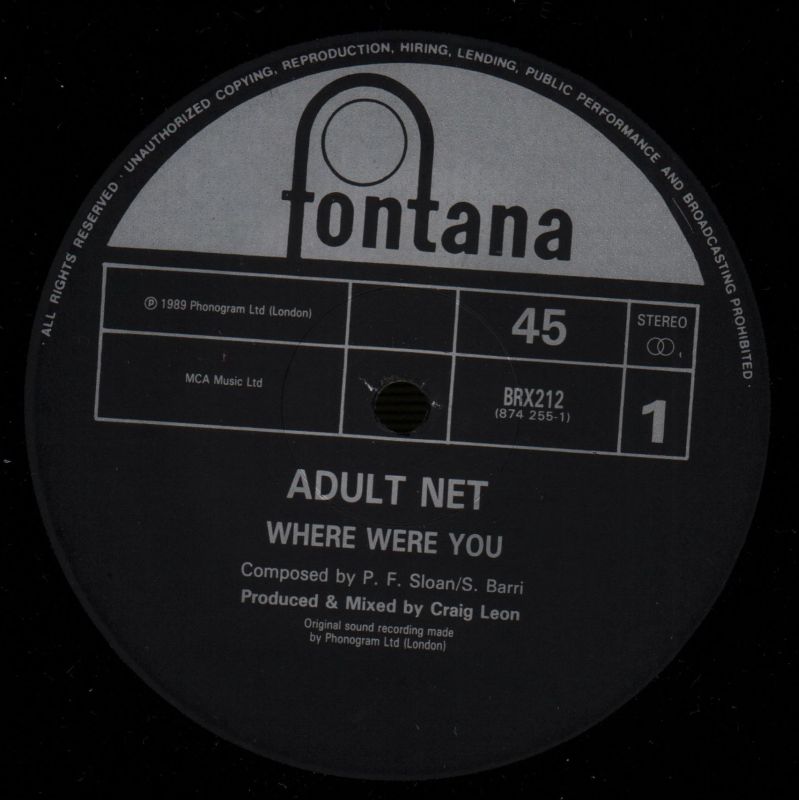 · ALL RIGHTS RESERVED · UNAUTHORIZED COPYING, REPRODUCTION, HIRING, LENDING, PUBLIC PERFORMANCE AND BROADCASTING PROHIBITED ·
fontana
℗ 1989 Phonogram Ltd (London)
45
STEREO
MCA Music Ltd
BRX212
(874 255-1)
1
ADULT NET
WHERE WERE YOU
Composed by P. F. Sloan/S. Barri
Produced & Mixed by Craig Leon
Original sound recording made
by Phonogram Ltd (London)